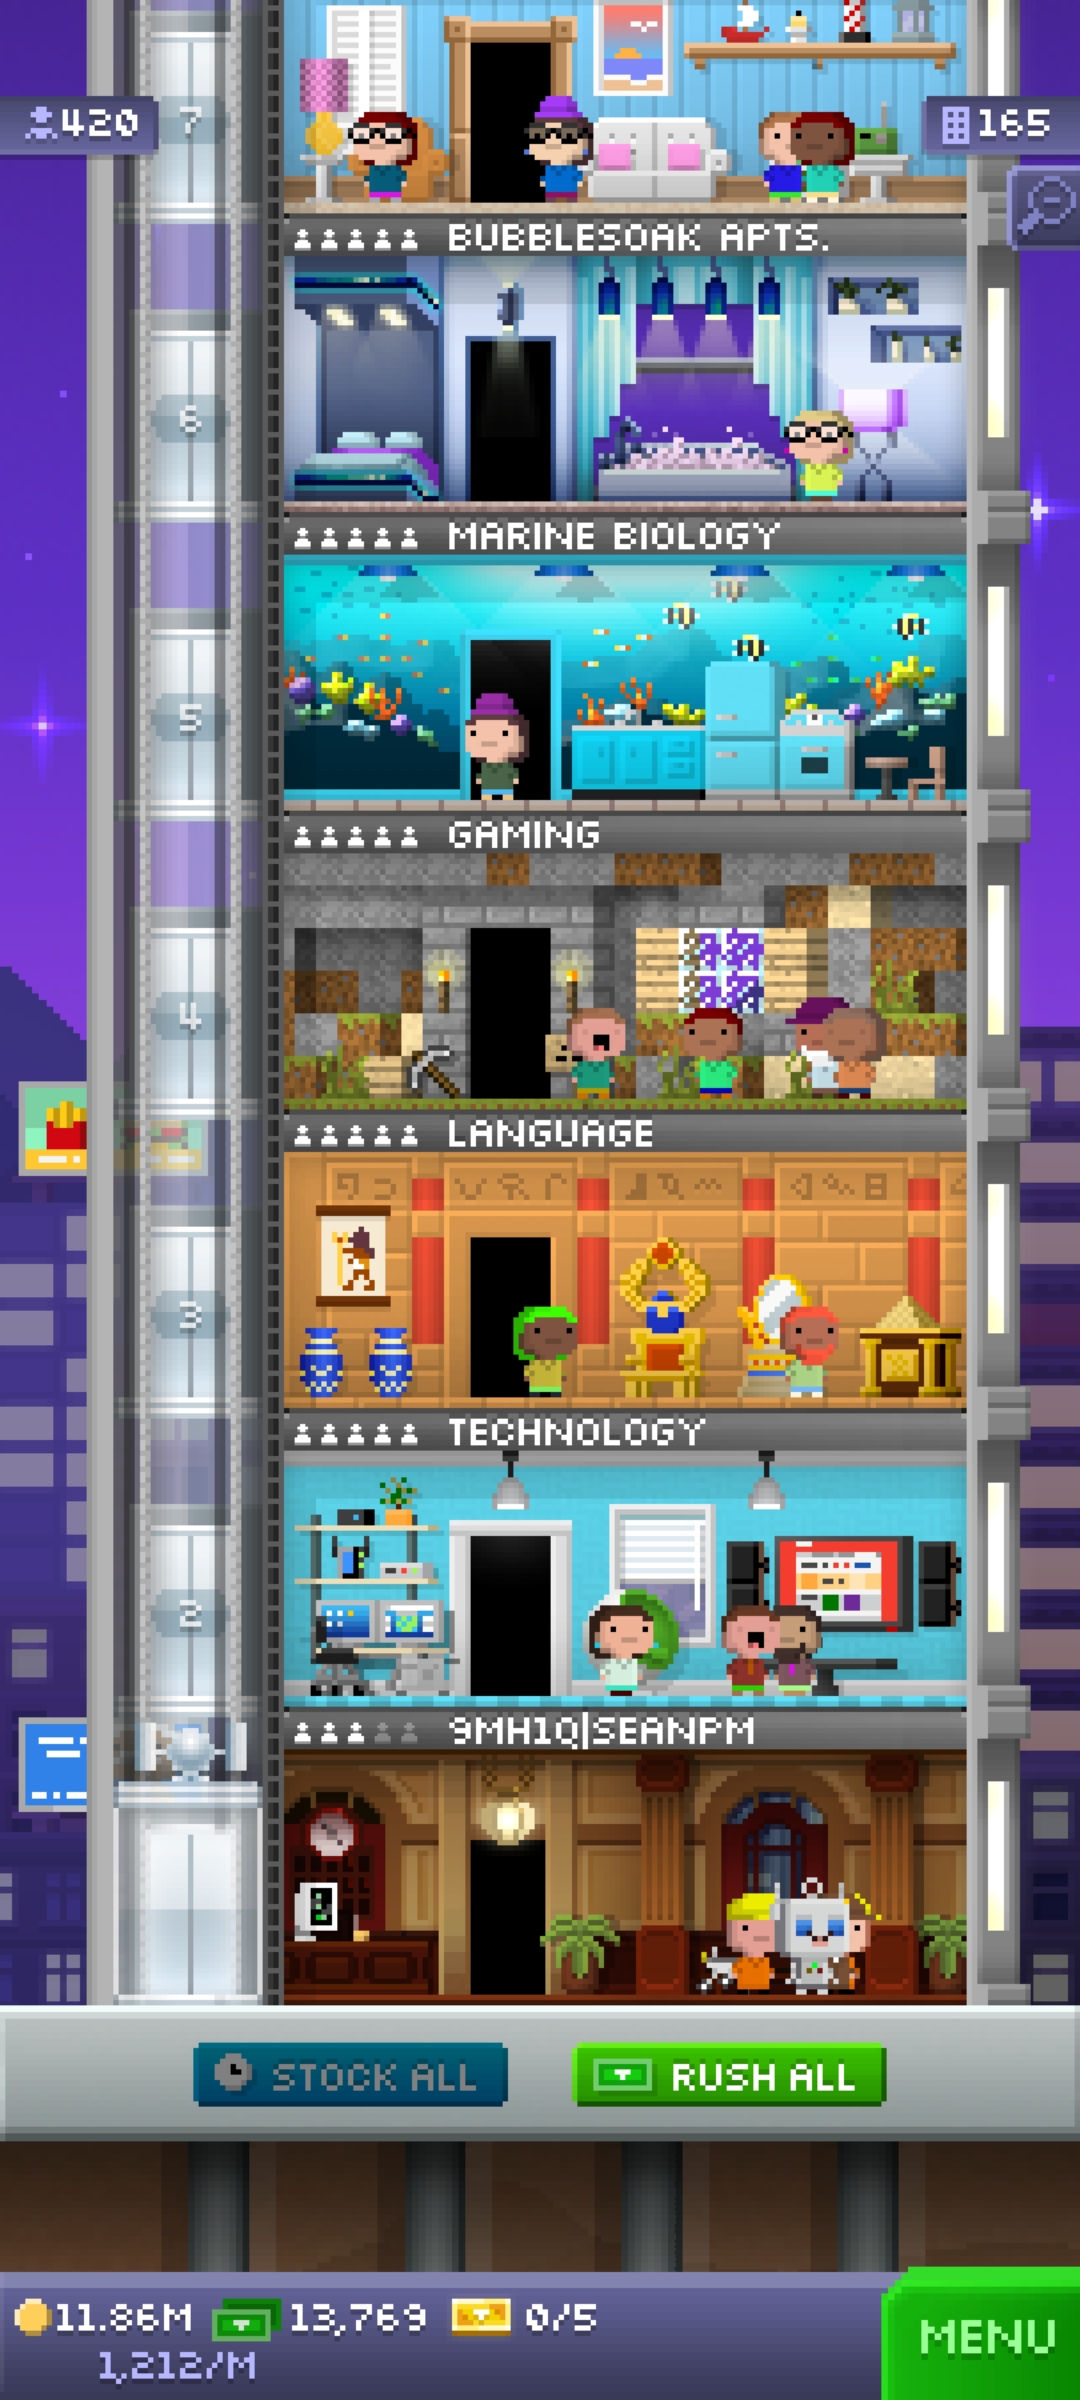 7
420
165
BUBBLESOAK APTS.
6
MARINE BIOLOGY
5
GAMING
4
LANGUAGE
3
TECHNOLOGY
2
9MH1Q|SEANPM
STOCK ALL
RUSH ALL
11.86M 13,769 0/5
1,212/M
MENU